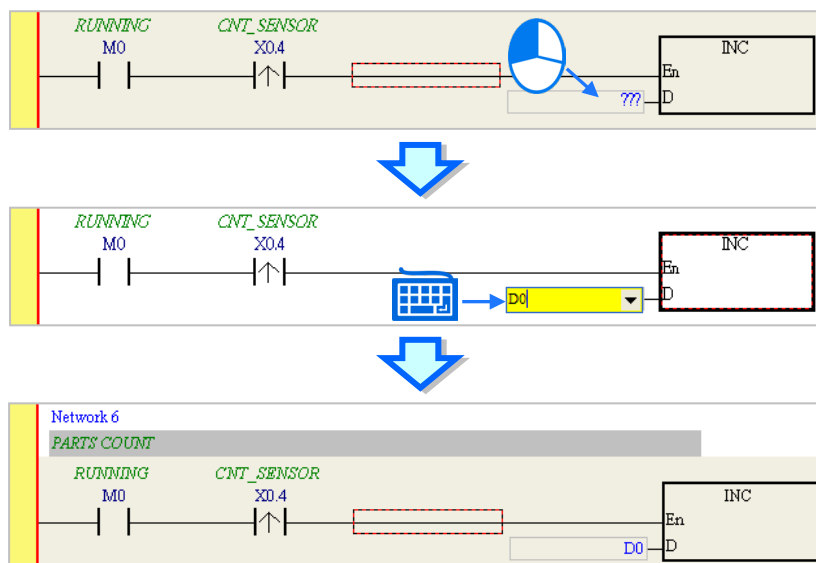 RUNNING CNT_SENSOR
M0 X0.4 INC
En
??? D
RUNNING CNT_SENSOR
M0 X0.4 INC
En
D0 D
Network 6
PARTS COUNT
RUNNING CNT_SENSOR
M0 X0.4 INC
En
D0 D